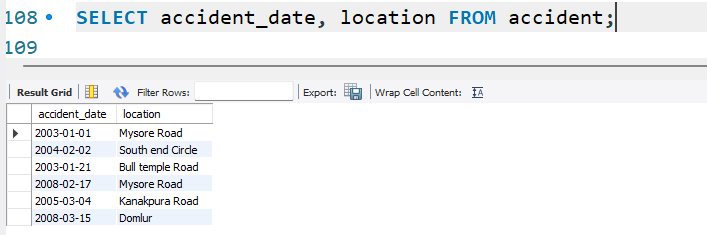 108 SELECT accident_date, location FROM accident;
109
Result Grid Filter Rows: Export: Wrap Cell Content: IA
accident_date location
2003-01-01 Mysore Road
2004-02-02 South end Circle
2003-01-21 Bull temple Road
2008-02-17 Mysore Road
2005-03-04 Kanakpura Road
2008-03-15 Domlur